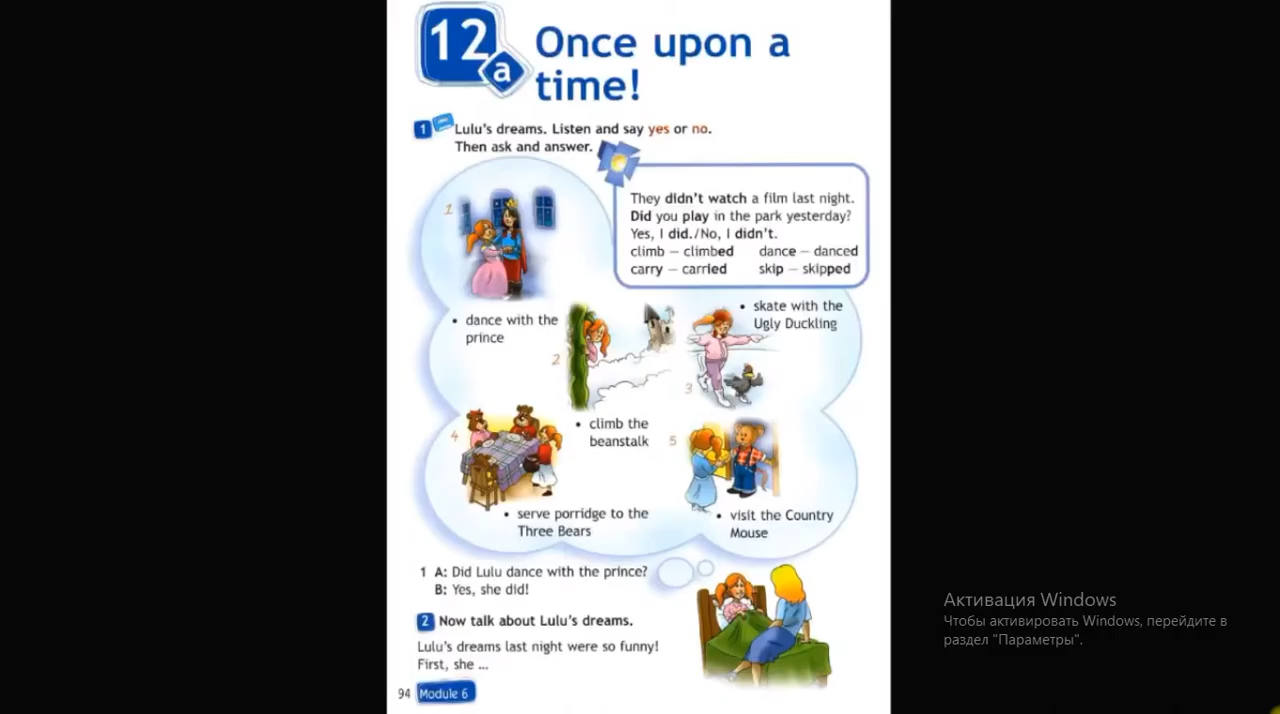 12
a
Once upon a
time!
1 Lulu's dreams. Listen and say yes or no.
Then ask and answer.
They didn't watch a film last night.
Did you play in the park yesterday?
Yes, I did./No, I didn't.
climb – climbed dance – danced
carry – carried skip – skipped
1
• dance with the
prince
2
• skate with the
Ugly Duckling
3
• climb the
beanstalk
4
• serve porridge to the
Three Bears
5
• visit the Country
Mouse
1 A: Did Lulu dance with the prince?
B: Yes, she did!
2 Now talk about Lulu's dreams.
Lulu's dreams last night were so funny!
First, she ...
94 Module 6
Активация Windows
Чтобы активировать Windows, перейдите в
раздел "Параметры".